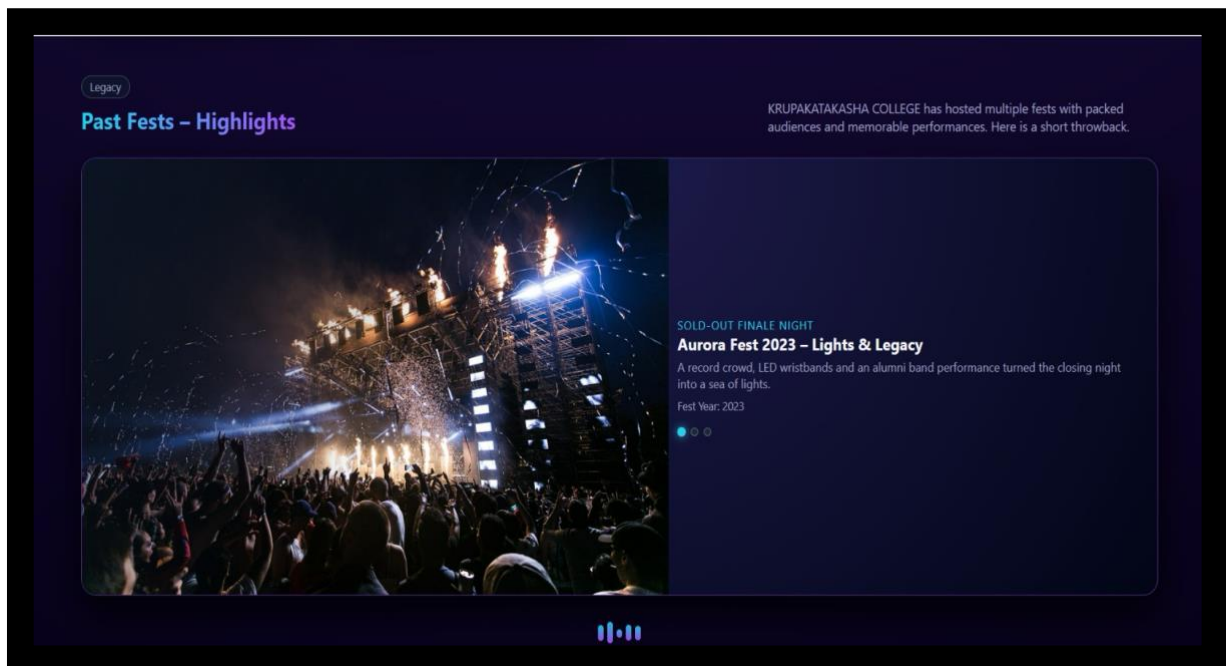 Legacy
Past Fests – Highlights
KRUPAKATAKASHA COLLEGE has hosted multiple fests with packed
audiences and memorable performances. Here is a short throwback.
SOLD-OUT FINALE NIGHT
Aurora Fest 2023 – Lights & Legacy
A record crowd, LED wristbands and an alumni band performance turned the closing night
into a sea of lights.
Fest Year: 2023